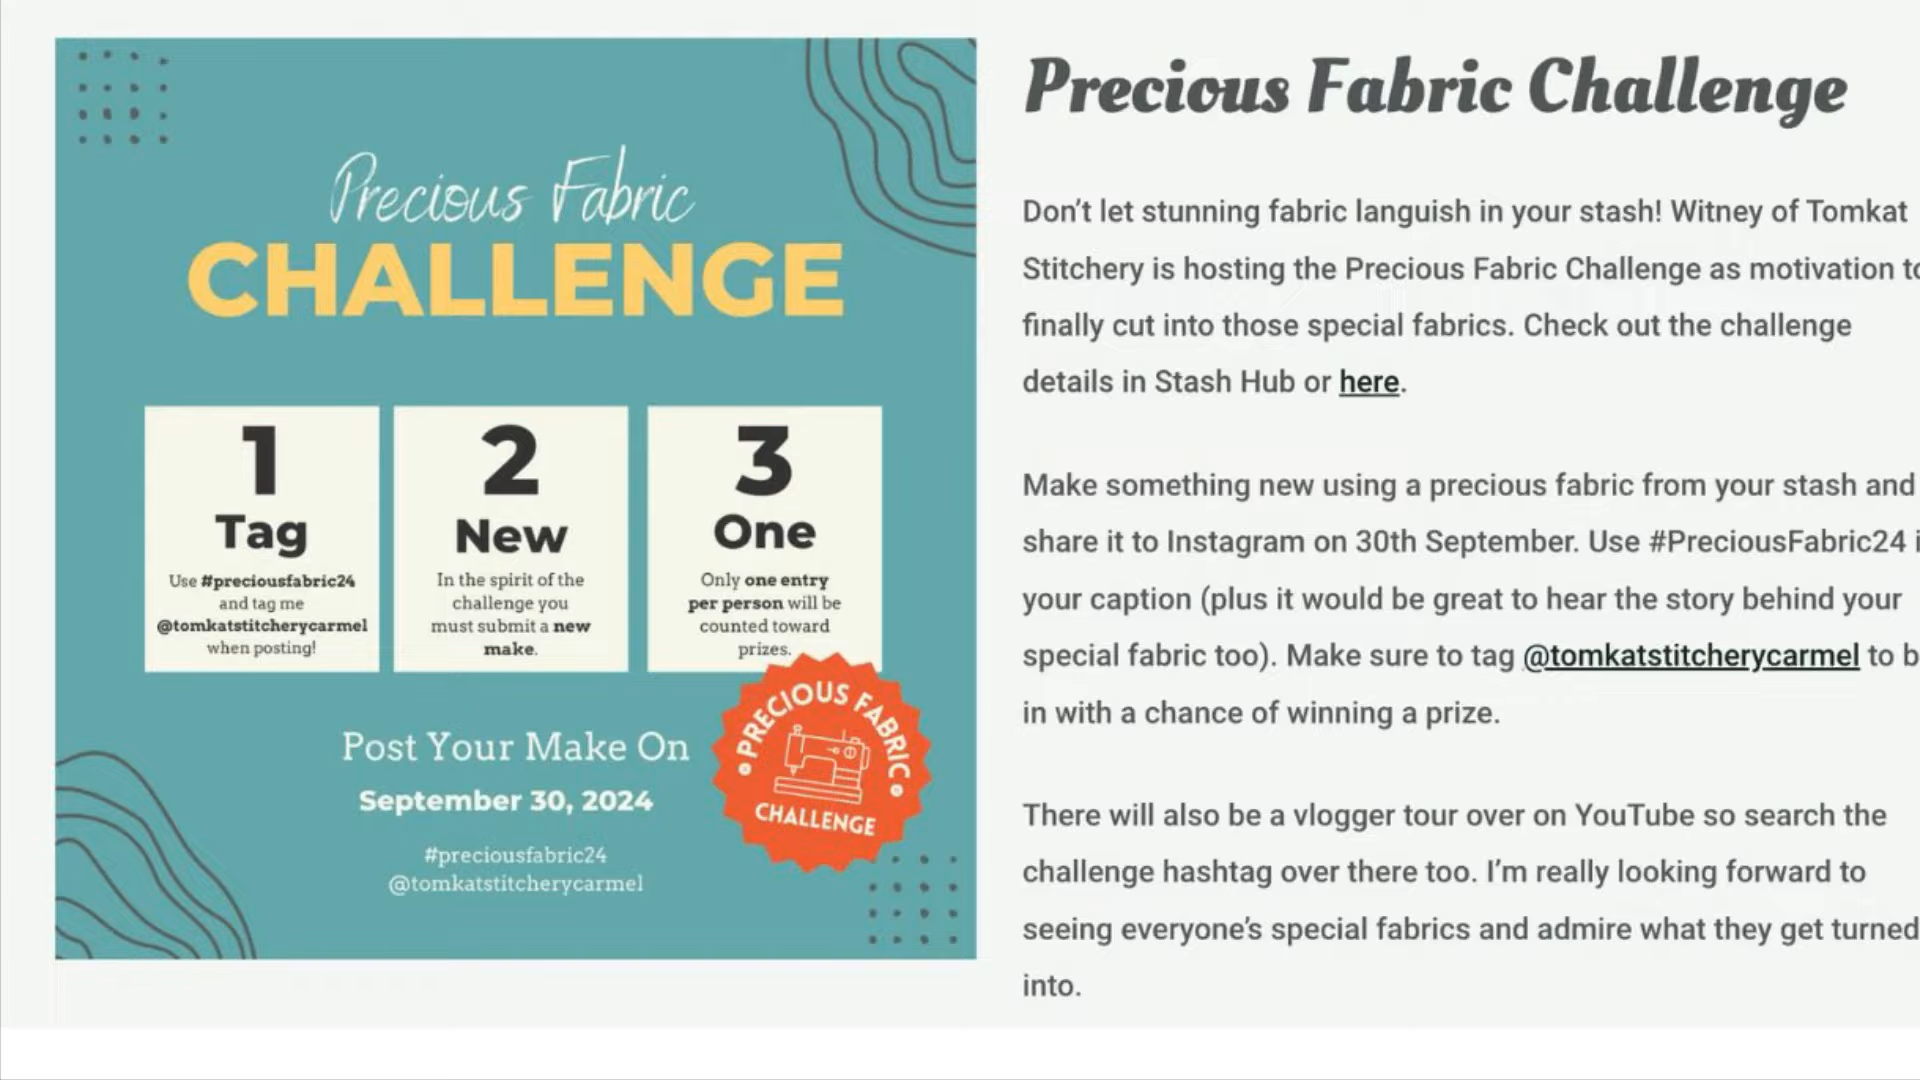 Precious Fabric
CHALLENGE
1
Tag
Use #preciousfabric24
and tag me
@tomkatstitcherycarmel
when posting!
2
New
In the spirit of the
challenge you
must submit a new
make.
3
One
Only one entry
per person will be
counted toward
prizes.
Post Your Make On
September 30, 2024
#preciousfabric24
@tomkatstitcherycarmel
PRECIOUS FABRIC
CHALLENGE
Precious Fabric Challenge
Don’t let stunning fabric languish in your stash! Witney of Tomkat
Stitchery is hosting the Precious Fabric Challenge as motivation to
finally cut into those special fabrics. Check out the challenge
details in Stash Hub or here.
Make something new using a precious fabric from your stash and
share it to Instagram on 30th September. Use #PreciousFabric24
your caption (plus it would be great to hear the story behind your
special fabric too). Make sure to tag @tomkatstitcherycarmel to
in with a chance of winning a prize.
There will also be a vlogger tour over on YouTube so search the
challenge hashtag over there too. I’m really looking forward to
seeing everyone’s special fabrics and admire what they get turned
into.